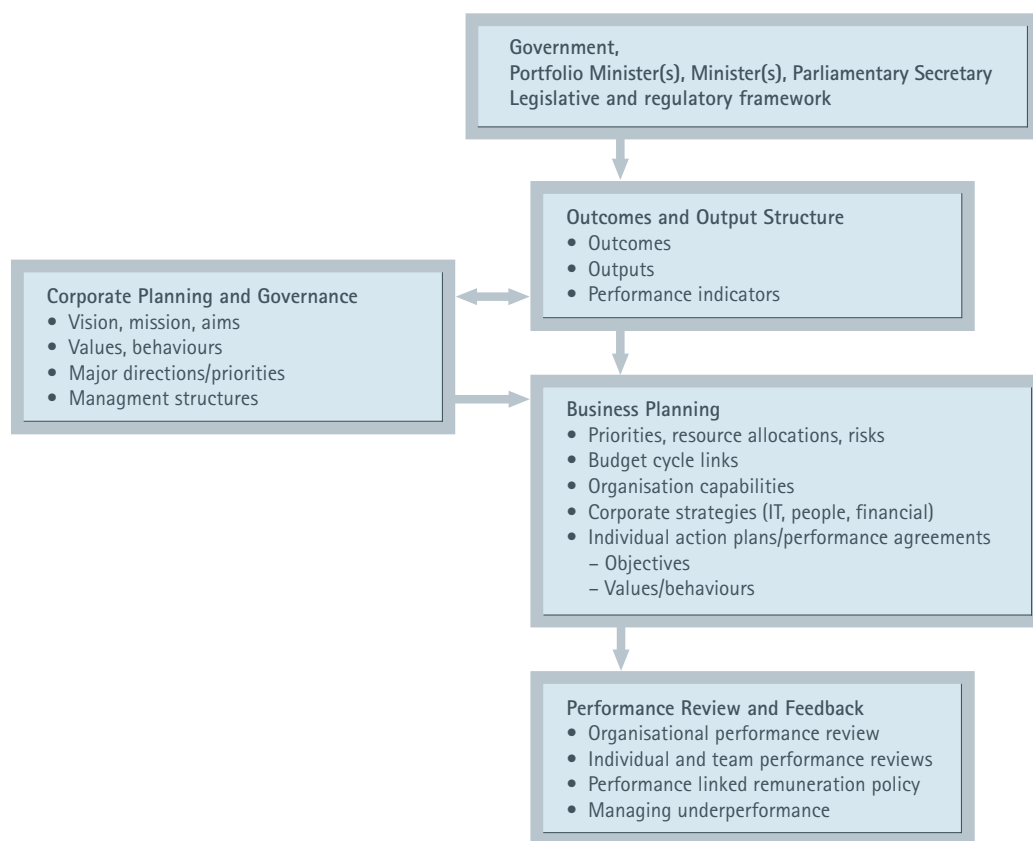 Government,
Portfolio Minister(s), Minister(s), Parliamentary Secretary
Legislative and regulatory framework
Outcomes and Output Structure
• Outcomes
• Outputs
• Performance indicators
Corporate Planning and Governance
• Vision, mission, aims
• Values, behaviours
• Major directions/priorities
• Managment structures
Business Planning
• Priorities, resource allocations, risks
• Budget cycle links
• Organisation capabilities
• Corporate strategies (IT, people, financial)
• Individual action plans/performance agreements
– Objectives
– Values/behaviours
Performance Review and Feedback
• Organisational performance review
• Individual and team performance reviews
• Performance linked remuneration policy
• Managing underperformance